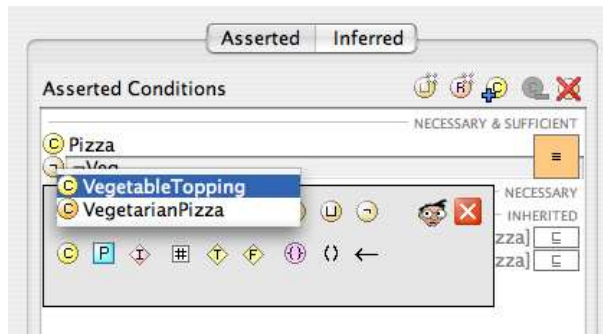 Asserted Inferred
Asserted Conditions
NECESSARY & SUFFICIENT
C Pizza
≡
¬ ¬Veg
C VegetableTopping
NECESSARY
C VegetarianPizza
INHERITED
zza] ⊑
C P I # T F {} () ←
zza] ⊑